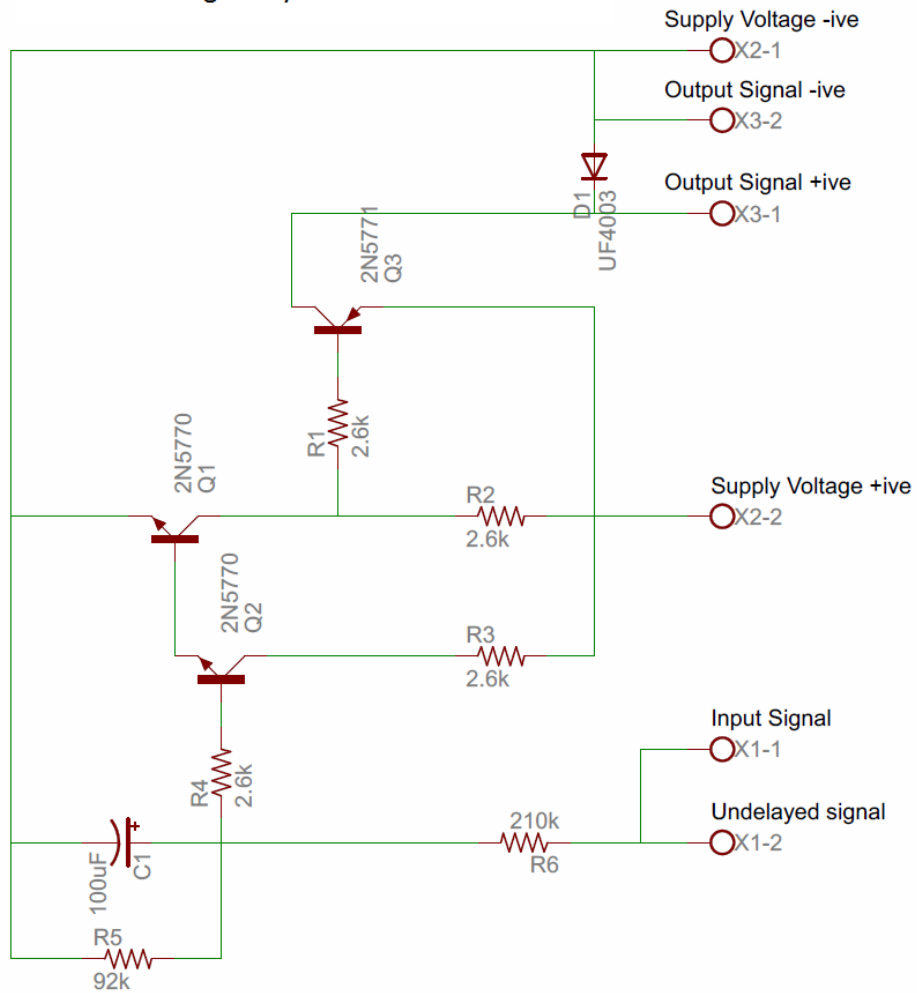 Supply Voltage -ive
X2-1
Output Signal -ive
X3-2
Output Signal +ive
X3-1
D1
UF4003
2N5771
Q3
R1
2.6k
2N5770
Q1
R2
2.6k
Supply Voltage +ive
X2-2
2N5770
Q2
R3
2.6k
Input Signal
X1-1
R4
2.6k
Undelayed signal
X1-2
210k
R6
+
100uF
C1
R5
92k